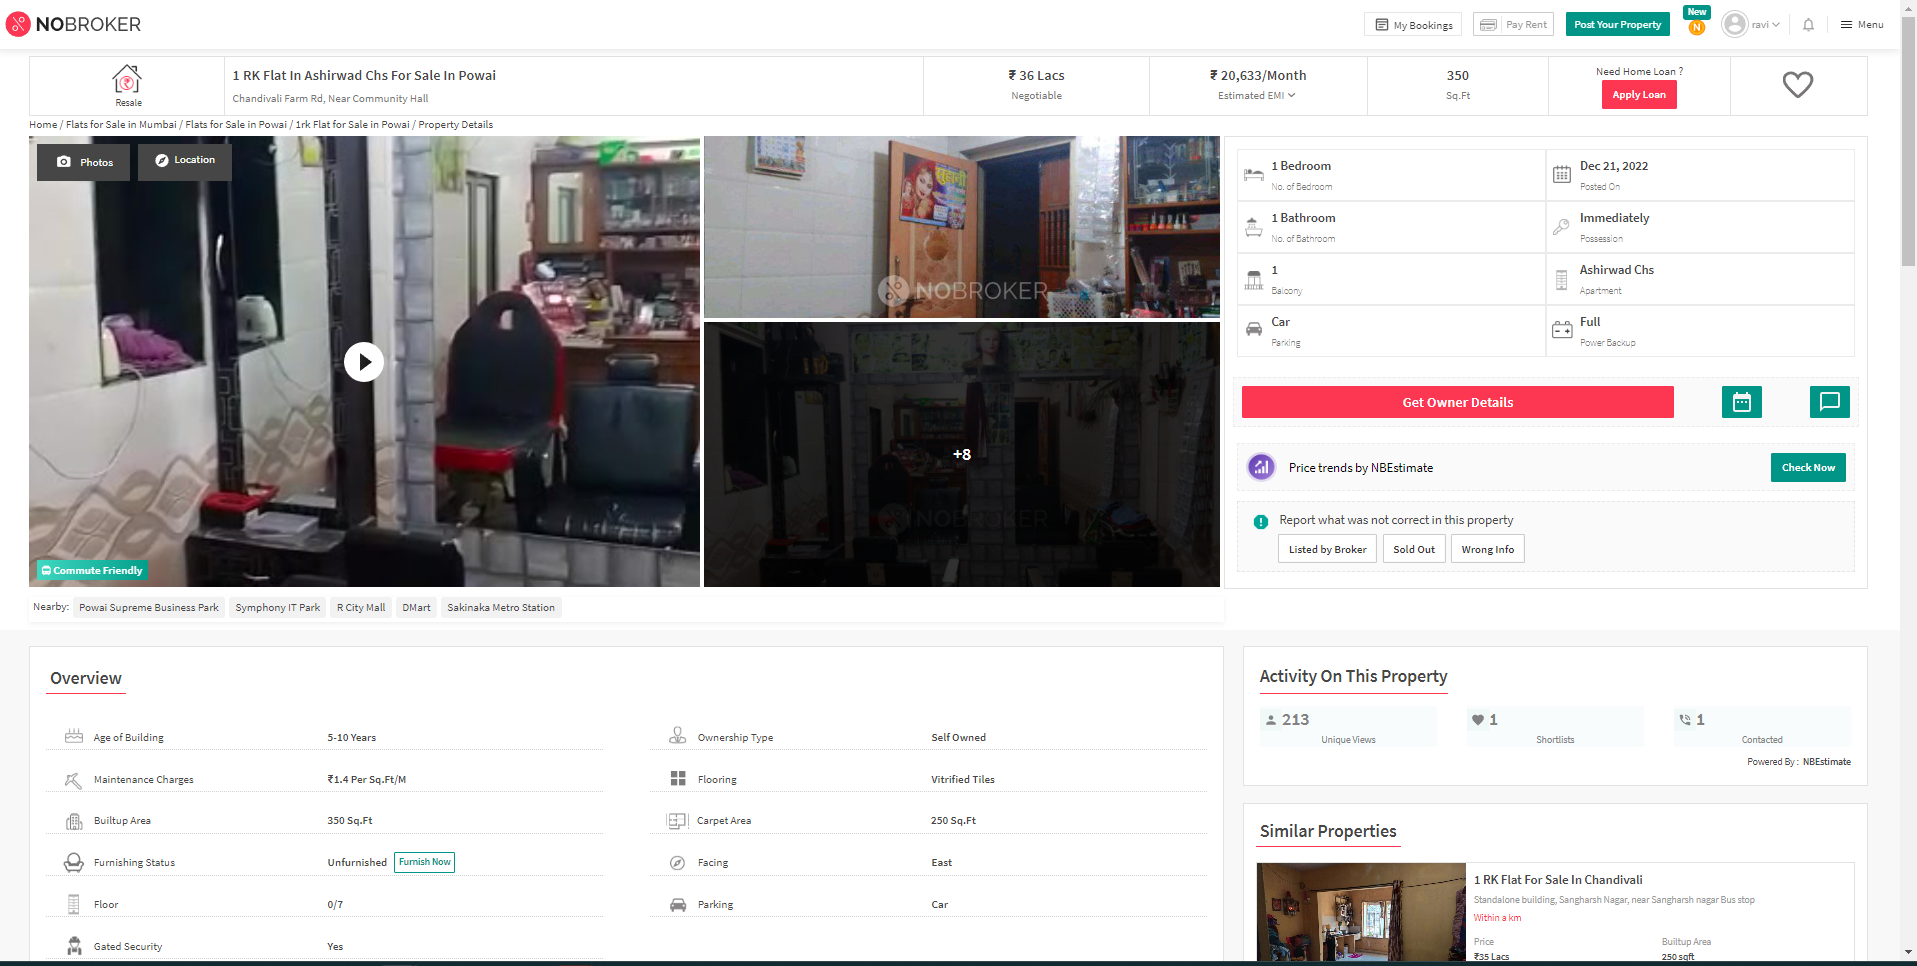 NOBROKER
My Bookings
Pay Rent
Post Your Property
New
N
ravi
Menu
Resale
1 RK Flat In Ashirwad Chs For Sale In Powai
Chandivali Farm Rd, Near Community Hall
₹ 36 Lacs
Negotiable
₹ 20,633/Month
Estimated EMI
350
Sq.Ft
Need Home Loan ?
Apply Loan
Home / Flats for Sale in Mumbai / Flats for Sale in Powai / 1rk Flat for Sale in Powai / Property Details
Photos
Location
Commute Friendly
NOBROKER
+8
NOBROKER
1 Bedroom
No. of Bedroom
Dec 21, 2022
Posted On
1 Bathroom
No. of Bathroom
Immediately
Possession
1
Balcony
Ashirwad Chs
Apartment
Car
Parking
Full
Power Backup
Get Owner Details
Price trends by NBEstimate
Check Now
Report what was not correct in this property
Listed by Broker
Sold Out
Wrong Info
Nearby: Powai Supreme Business Park Symphony IT Park R City Mall DMart Sakinaka Metro Station
Overview
Age of Building 5-10 Years
Ownership Type Self Owned
Maintenance Charges ₹1.4 Per Sq.Ft/M
Flooring Vitrified Tiles
Builtup Area 350 Sq.Ft
Carpet Area 250 Sq.Ft
Furnishing Status Unfurnished Furnish Now
Facing East
Floor 0/7
Parking Car
Gated Security Yes
Activity On This Property
213
Unique Views
1
Shortlists
1
Contacted
Powered By : NBEstimate
Similar Properties
1 RK Flat For Sale In Chandivali
Standalone building, Sangharsh Nagar, near Sangharsh nagar Bus stop
Within a km
Price
₹35 Lacs
Builtup Area
250 sqft